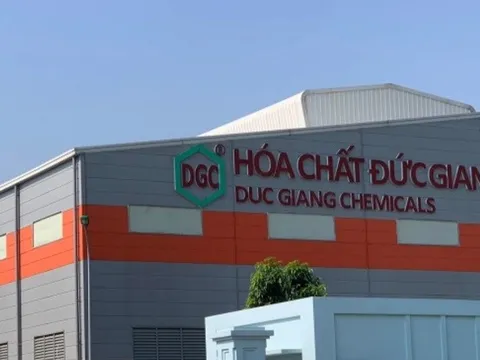 DGC ®
HÓA CHẤT ĐỨC GIAN
DUC GIANG CHEMICALS